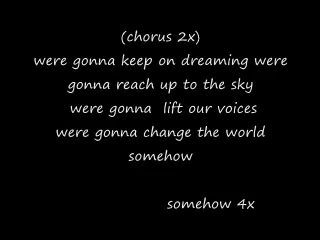 (chorus 2x)
were gonna keep on dreaming were
gonna reach up to the sky
were gonna lift our voices
were gonna change the world
somehow
somehow 4x